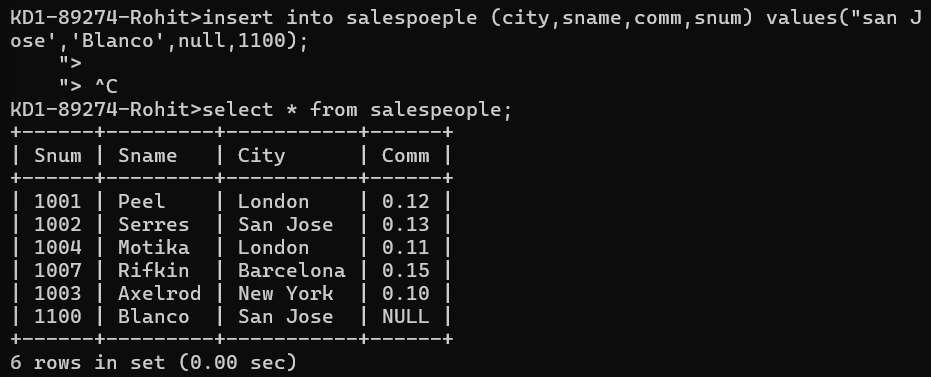 KD1-89274-Rohit>insert into salespoeple (city,sname,comm,snum) values("san J
ose','Blanco',null,1100);
    ">
    "> ^C
KD1-89274-Rohit>select * from salespeople;
+------+---------+-----------+------+
| Snum | Sname   | City      | Comm |
+------+---------+-----------+------+
| 1001 | Peel    | London    | 0.12 |
| 1002 | Serres  | San Jose  | 0.13 |
| 1004 | Motika  | London    | 0.11 |
| 1007 | Rifkin  | Barcelona | 0.15 |
| 1003 | Axelrod | New York  | 0.10 |
| 1100 | Blanco  | San Jose  | NULL |
+------+---------+-----------+------+
6 rows in set (0.00 sec)